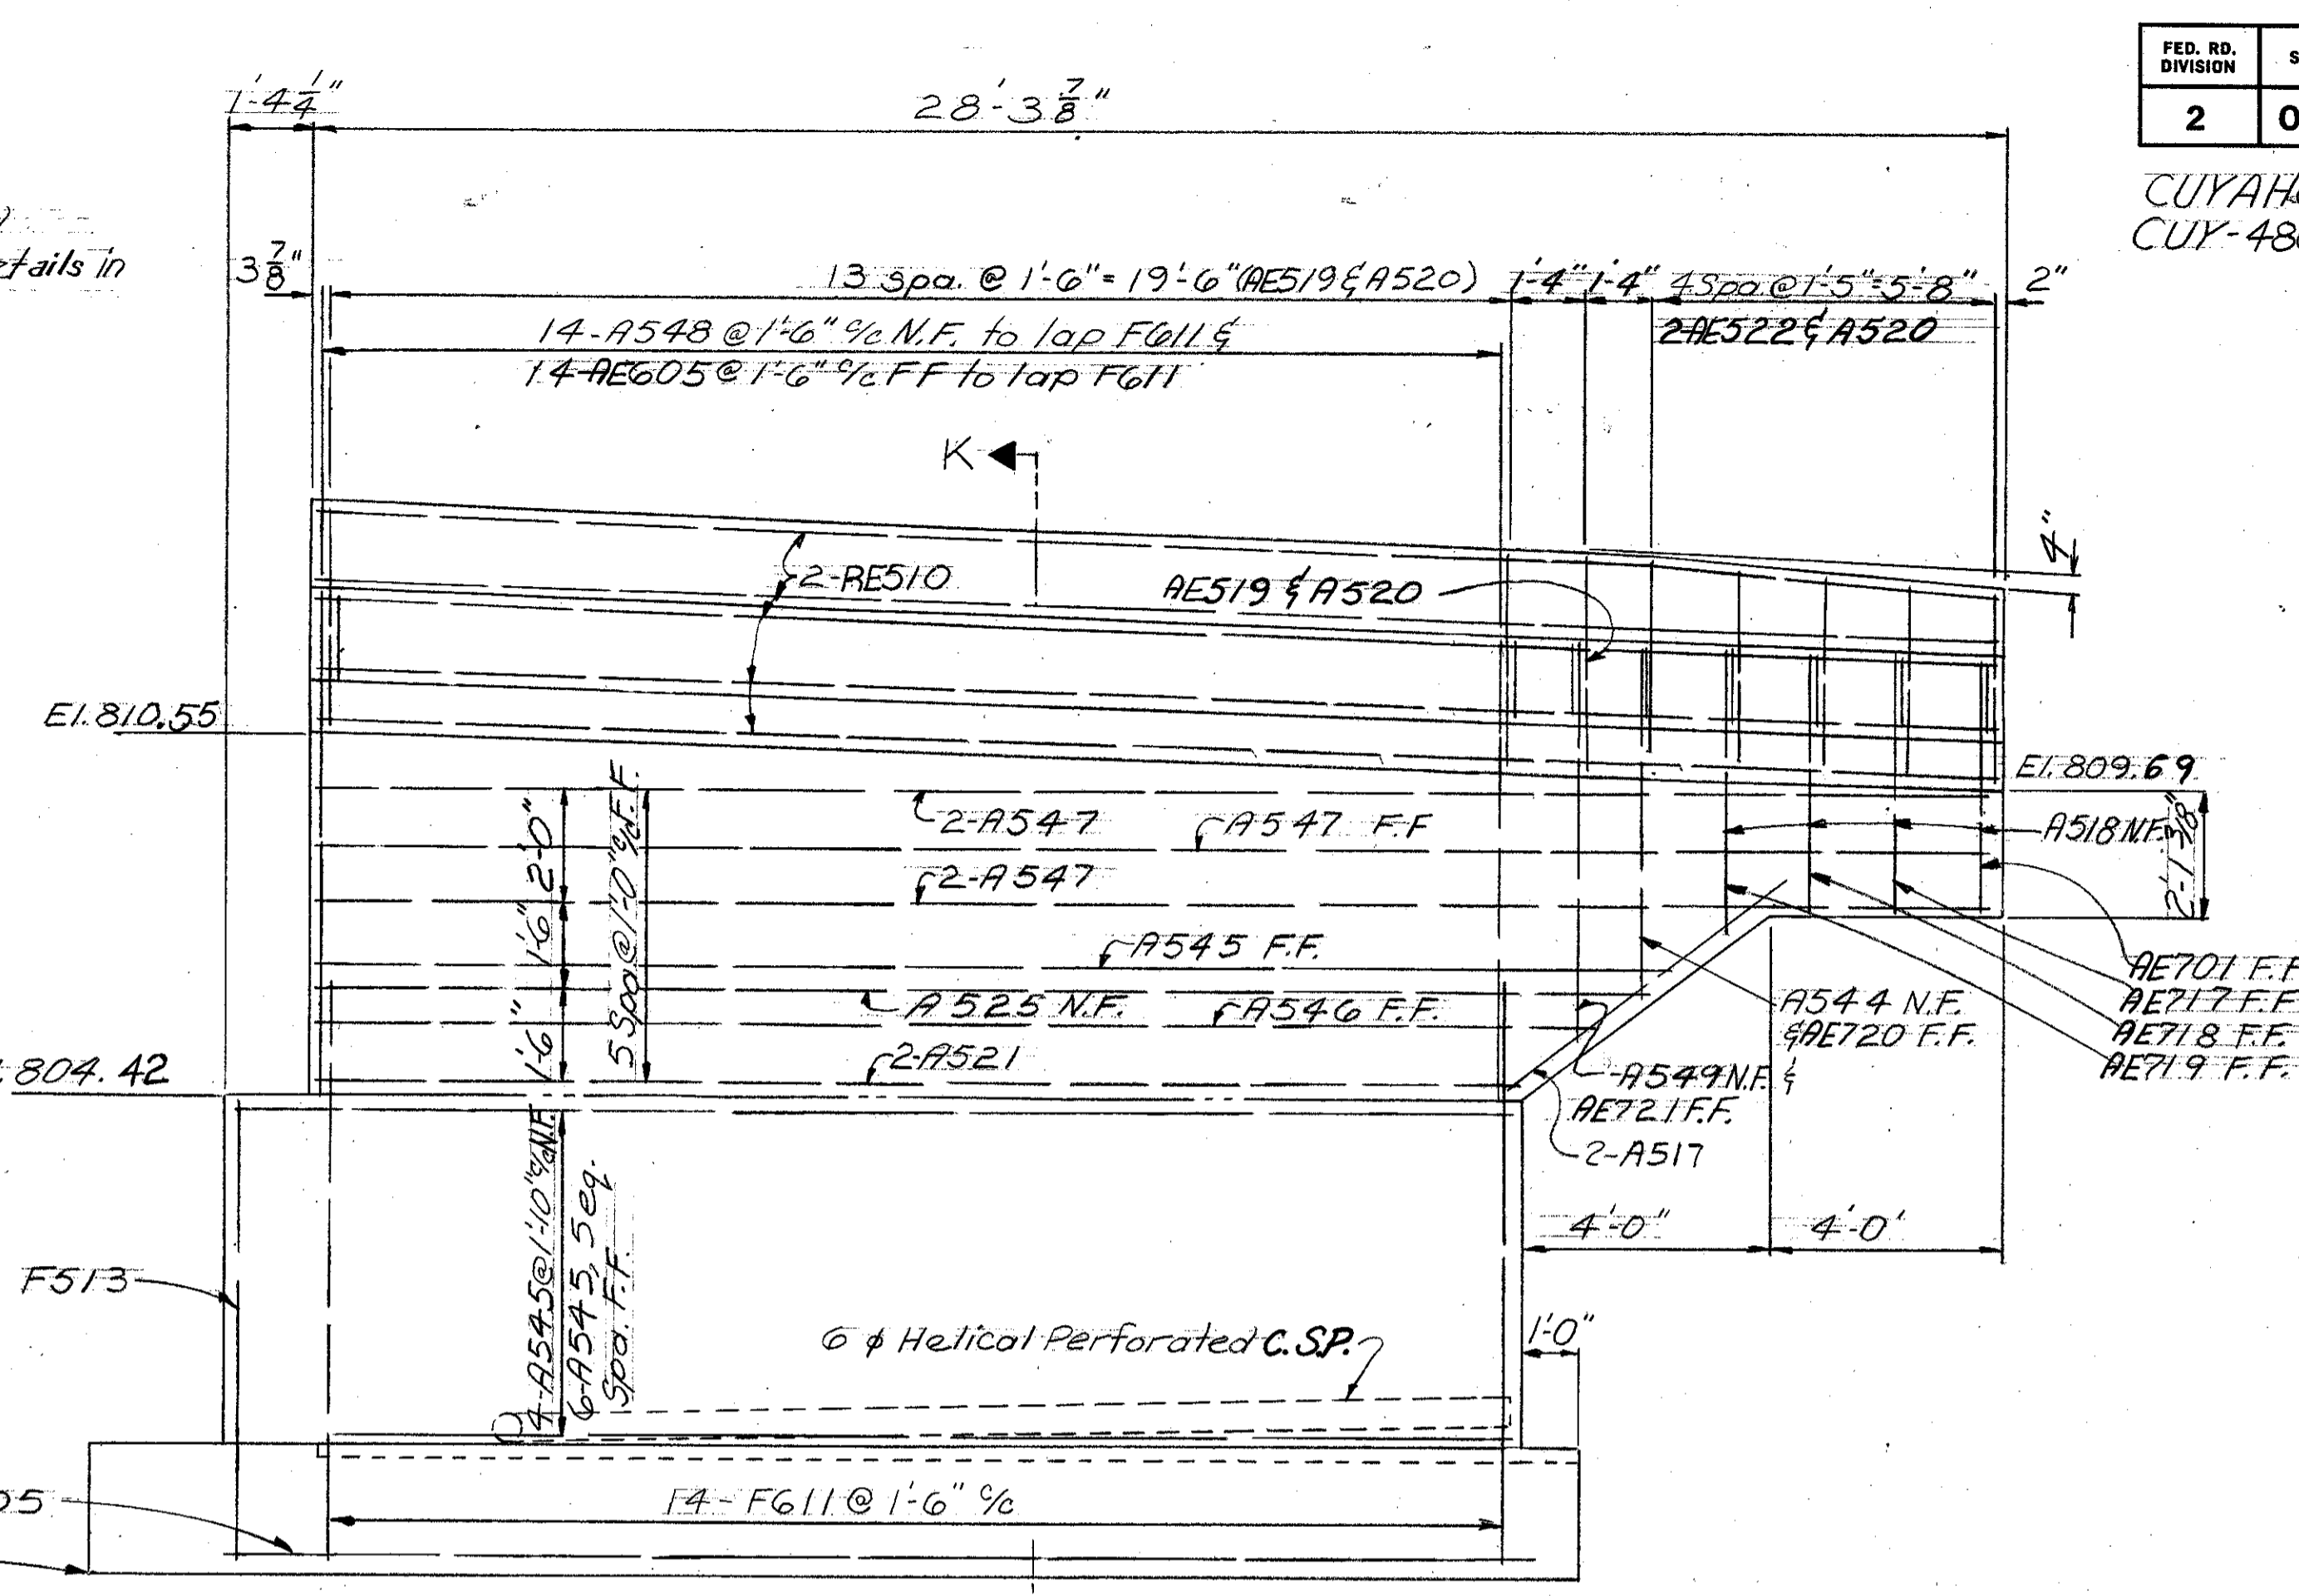 FED. RD.
DIVISION
2
CUY-48
1'-4 1/4"
28'-3 7/8"
3 7/8"
13 spa. @ 1'-6" = 19'-6" (AE519 & A520)
1'-4"
1'-4"
4 Spa @ 1'-5" = 5'-8"
2"
2-AE522 & A520
14-A548 @ 1'-6" c/c N.F. to lap F611 &
14-AE605 @ 1'-6" c/c F F to lap F611
in
K
4"
2-RE510
AE519 & A520
El. 810.55
El. 809.69
2-A547
A547 F.F
A518 N.F.
2'-1 3/8"
2'-0"
1'-6"
1'-6"
5 Spa @ 1'-0" c/c F.F.
2-A547
A545 F.F.
A525 N.F.
A546 F.F.
2-A521
804.42
AE701 F.F
AE717 F.F
AE718 F.F.
AE719 F.F.
A544 N.F.
& AE720 F.F.
A549 N.F. &
AE721 F.F.
2-A517
4-A545 @ 1'-10" c/c N.F.
6-A545, 5 eq.
Spa. F.F.
4'-0"
4'-0'
F513
6 φ Helical Perforated C.S.P.
1'-0"
14-F611 @ 1'-6" c/c
05